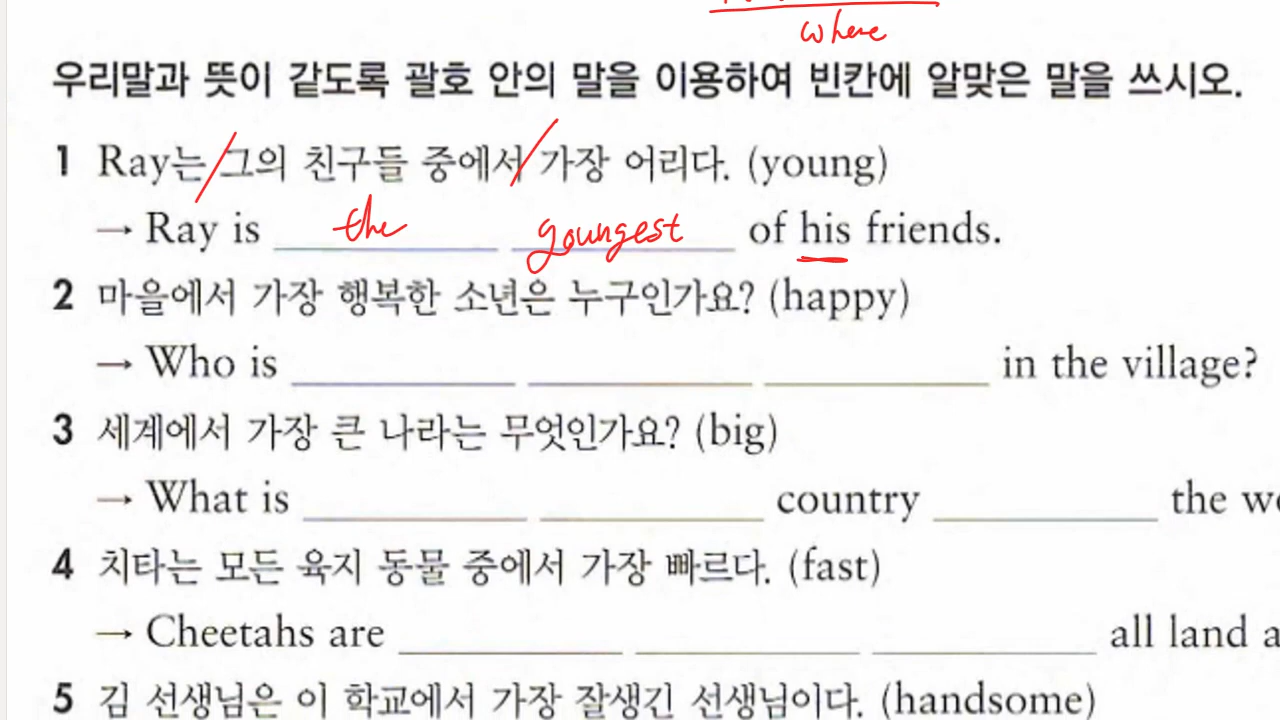 where
우리말과 뜻이 같도록 괄호 안의 말을 이용하여 빈칸에 알맞은 말을 쓰시오.
1 Ray는 그의 친구들 중에서 가장 어리다. (young)
→ Ray is the youngest of his friends.
2 마을에서 가장 행복한 소년은 누구인가요? (happy)
→ Who is in the village?
3 세계에서 가장 큰 나라는 무엇인가요? (big)
→ What is country the
4 치타는 모든 육지 동물 중에서 가장 빠르다. (fast)
→ Cheetahs are all land
5 김 선생님은 이 학교에서 가장 잘생긴 선생님이다. (handsome)